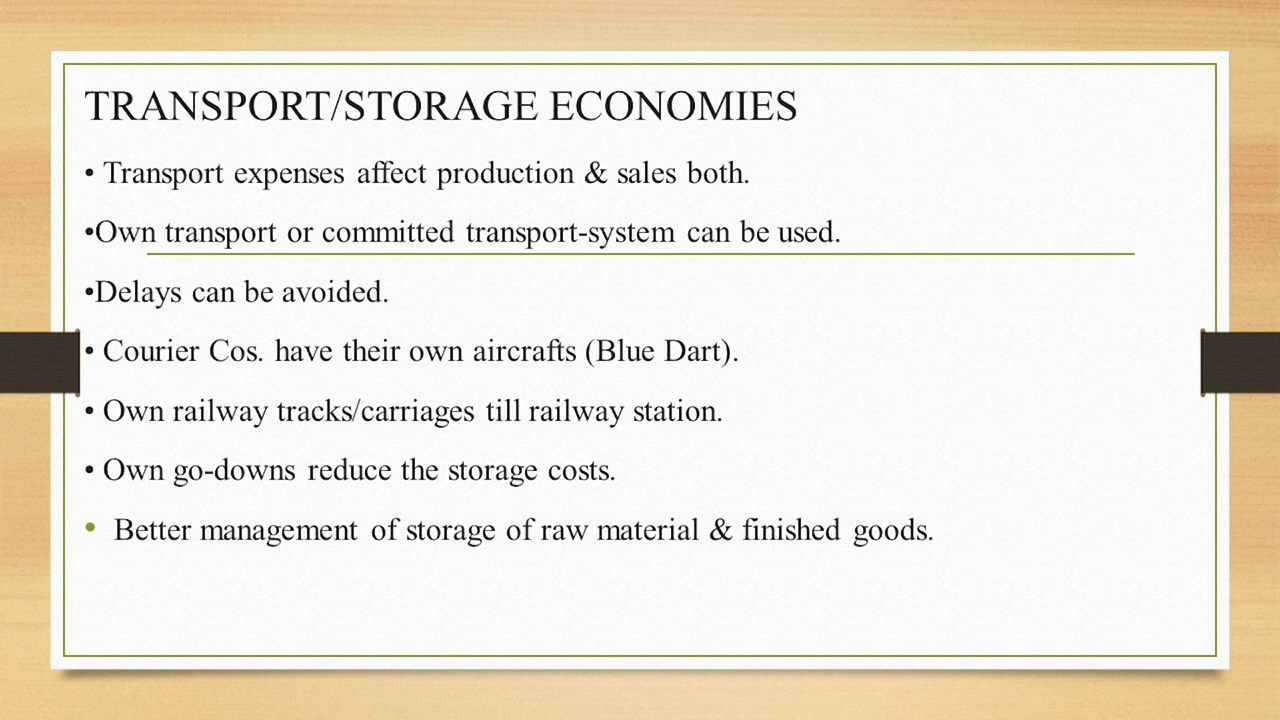 TRANSPORT/STORAGE ECONOMIES
• Transport expenses affect production & sales both.
•Own transport or committed transport-system can be used.
•Delays can be avoided.
• Courier Cos. have their own aircrafts (Blue Dart).
• Own railway tracks/carriages till railway station.
• Own go-downs reduce the storage costs.
• Better management of storage of raw material & finished goods.